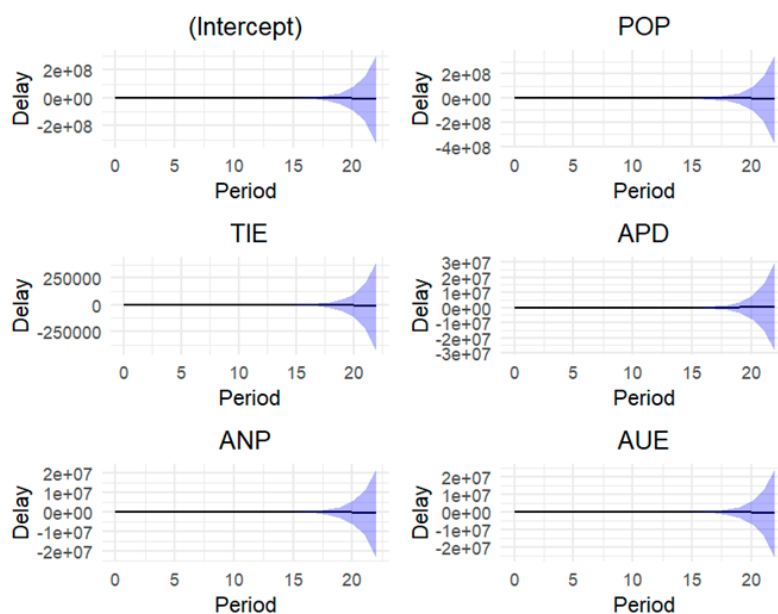 (Intercept)
Delay
2e+08
0e+00
-2e+08
0 5 10 15 20
Period
POP
Delay
2e+08
0e+00
-2e+08
-4e+08
0 5 10 15 20
Period
TIE
Delay
250000
0
-250000
0 5 10 15 20
Period
APD
Delay
3e+07
2e+07
1e+07
0e+00
-1e+07
-2e+07
-3e+07
0 5 10 15 20
Period
ANP
Delay
2e+07
1e+07
0e+00
-1e+07
-2e+07
0 5 10 15 20
Period
AUE
Delay
2e+07
1e+07
0e+00
-1e+07
-2e+07
0 5 10 15 20
Period